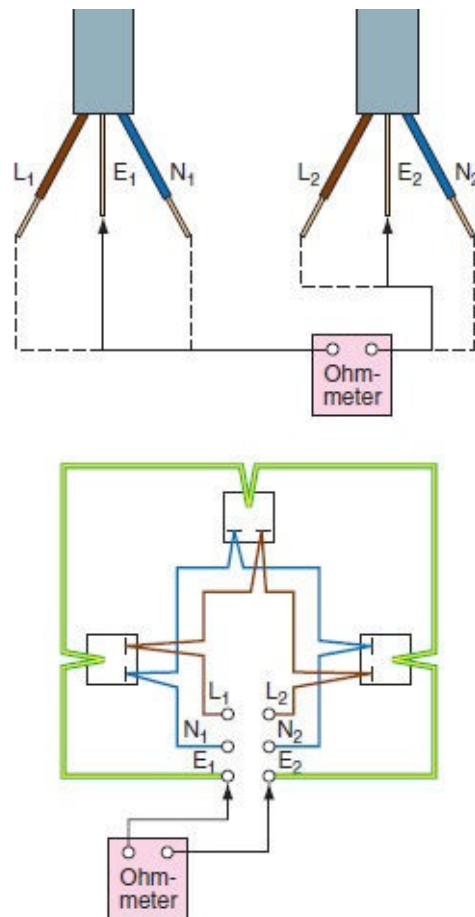 L1 E1 N1 L2 E2 N2
Ohm-
meter
L1 L2
N1 N2
E1 E2
Ohm-
meter